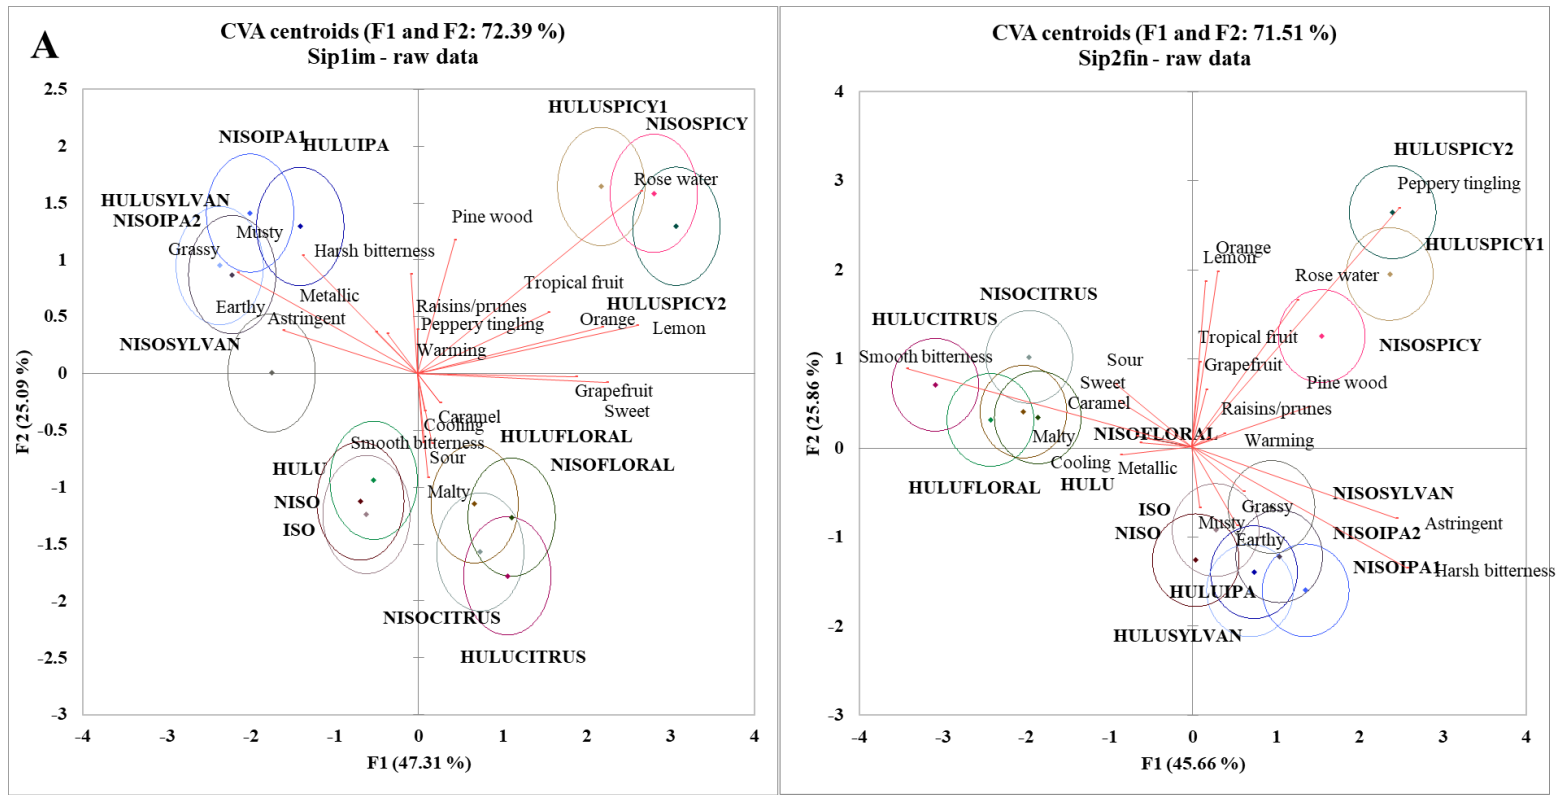 A
CVA centroids (F1 and F2: 72.39 %)
Sip1im - raw data
2.5
2
1.5
1
0.5
0
-0.5
-1
-1.5
-2
-2.5
-3
F2 (25.09 %)
HULUSPICY1
NISOSPICY
NISOIPA1
HULUIPA
Rose water
HULUSYLVAN
NISOIPA2
Pine wood
Musty
Grassy
Harsh bitterness
Tropical fruit
Metallic
Earthy
Raisins/prunes
HULUSPICY2
Astringent
Peppery tingling
Orange
Lemon
NISOSYLVAN
Warming
Grapefruit
Sweet
Caramel
Cooling
HULUFLORAL
Smooth bitterness
Sour
HULU
NISOFLORAL
Malty
NISO
ISO
NISOCITRUS
HULUCITRUS
-4
-3
-2
-1
0
1
2
3
4
F1 (47.31 %)
CVA centroids (F1 and F2: 71.51 %)
Sip2fin - raw data
4
3
2
1
0
-1
-2
-3
F2 (25.86 %)
HULUSPICY2
Peppery tingling
HULUSPICY1
Orange
Lemon
Rose water
NISOCITRUS
HULUCITRUS
Tropical fruit
NISOSPICY
Smooth bitterness
Sour
Grapefruit
Sweet
Pine wood
Caramel
Raisins/prunes
Malty
NISOFLORAL
Warming
Cooling
Metallic
HULUFLORAL
HULU
NISOSYLVAN
Grassy
ISO
Musty
Astringent
NISO
Earthy
NISOIPA2
NISOIPA1
Harsh bitterness
HULUIPA
HULUSYLVAN
-4
-3
-2
-1
0
1
2
3
4
F1 (45.66 %)